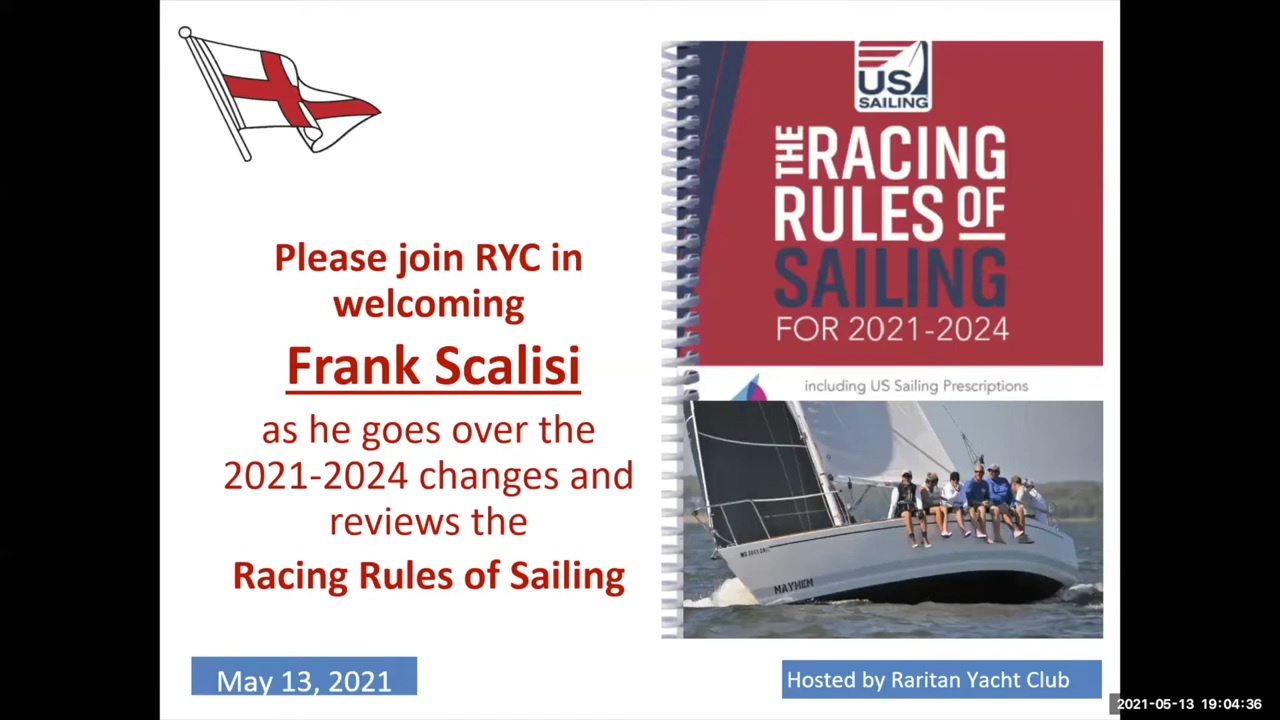 Please join RYC in
welcoming
Frank Scalisi
as he goes over the
2021-2024 changes and
reviews the
Racing Rules of Sailing
May 13, 2021
US
SAILING
THE RACING
RULES OF
SAILING
FOR 2021-2024
including US Sailing Prescriptions
MAYHEM
Hosted by Raritan Yacht Club
2021-05-13 19:04:36